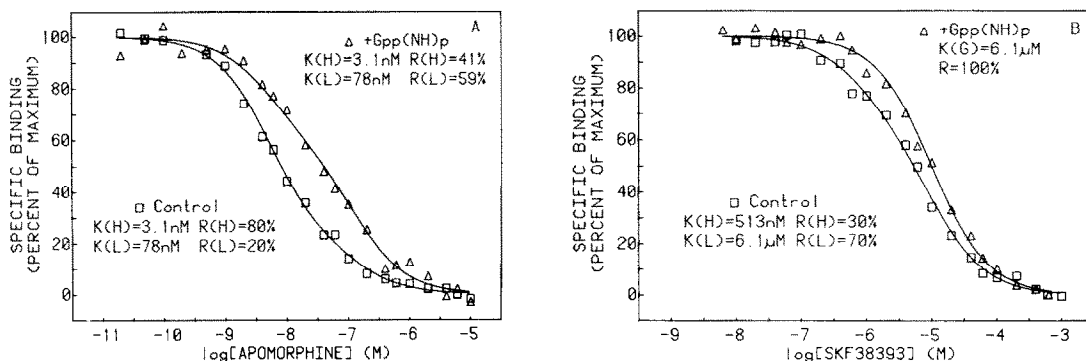 A
△ +Gpp(NH)p
K(H)=3.1nM R(H)=41%
K(L)=78nM R(L)=59%
100
80
60
40
20
0
SPECIFIC BINDING
(PERCENT OF MAXIMUM)
□ Control
K(H)=3.1nM R(H)=80%
K(L)=78nM R(L)=20%
-11 -10 -9 -8 -7 -6 -5
log[APOMORPHINE] (M)
B
△ +Gpp(NH)p
K(G)=6.1μM
R=100%
100
80
60
40
20
0
SPECIFIC BINDING
(PERCENT OF MAXIMUM)
□ Control
K(H)=513nM R(H)=30%
K(L)=6.1μM R(L)=70%
-9 -8 -7 -6 -5 -4 -3
log[SKF38393] (M)